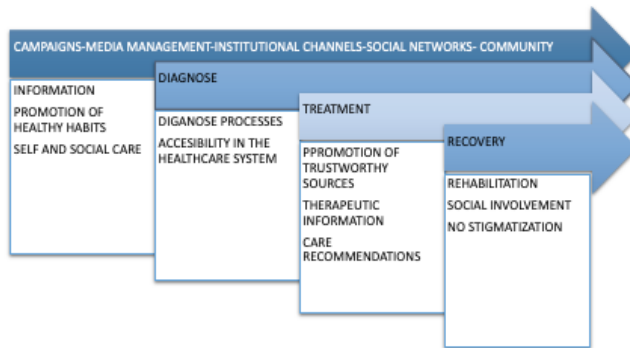 CAMPAIGNS-MEDIA MANAGEMENT-INSTITUTIONAL CHANNELS-SOCIAL NETWORKS- COMMUNITY
INFORMATION
PROMOTION OF
HEALTHY HABITS
SELF AND SOCIAL CARE
DIAGNOSE
DIGANOSE PROCESSES
ACCESIBILITY IN THE
HEALTHCARE SYSTEM
TREATMENT
PPROMOTION OF
TRUSTWORTHY
SOURCES
THERAPEUTIC
INFORMATION
CARE
RECOMMENDATIONS
RECOVERY
REHABILITATION
SOCIAL INVOLVEMENT
NO STIGMATIZATION